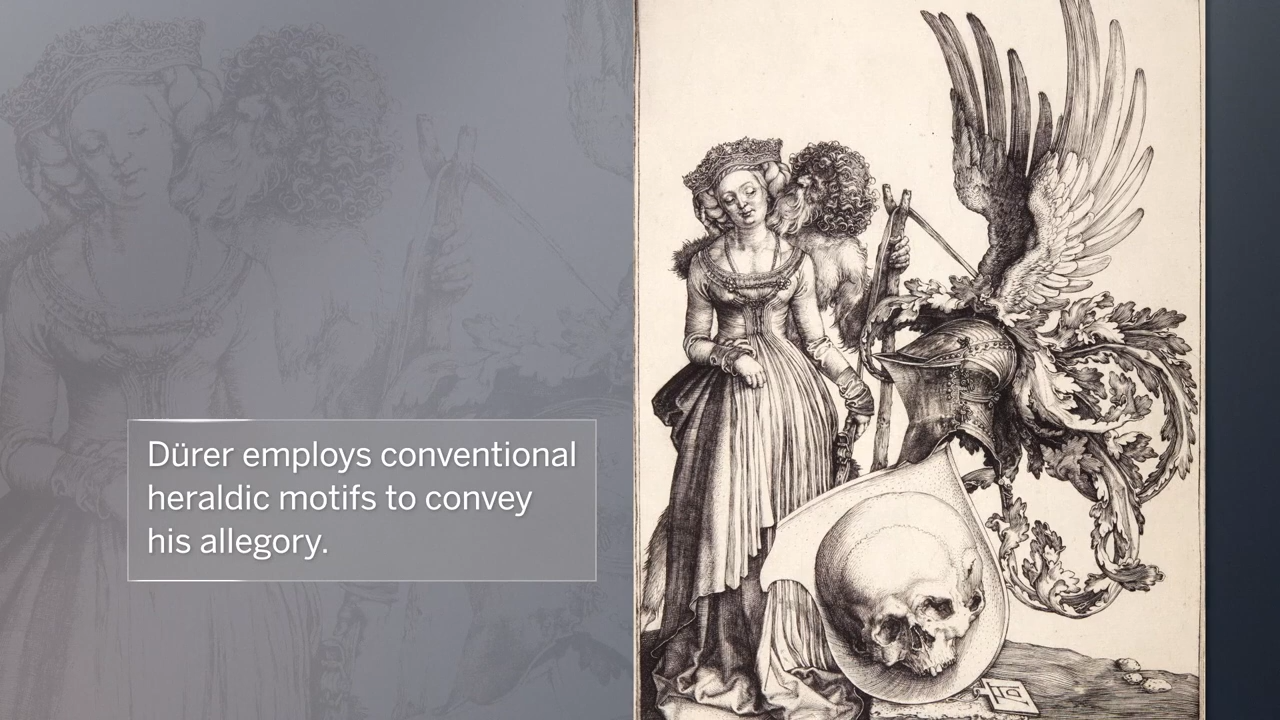 Dürer employs conventional
heraldic motifs to convey
his allegory.